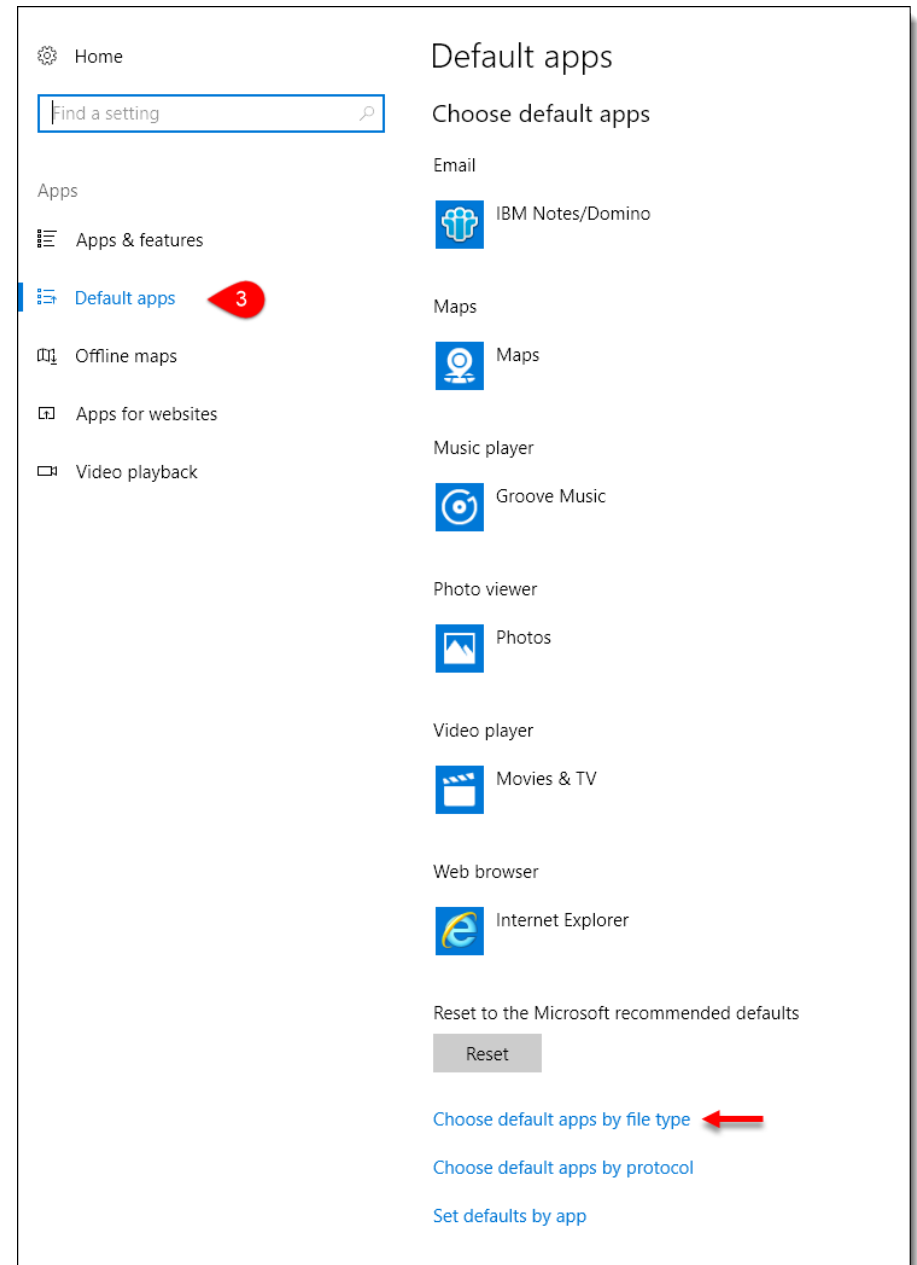 Home
Find a setting
Apps
Apps & features
Default apps
3
Offline maps
Apps for websites
Video playback
Default apps
Choose default apps
Email
IBM Notes/Domino
Maps
Maps
Music player
Groove Music
Photo viewer
Photos
Video player
Movies & TV
Web browser
Internet Explorer
Reset to the Microsoft recommended defaults
Reset
Choose default apps by file type
Choose default apps by protocol
Set defaults by app